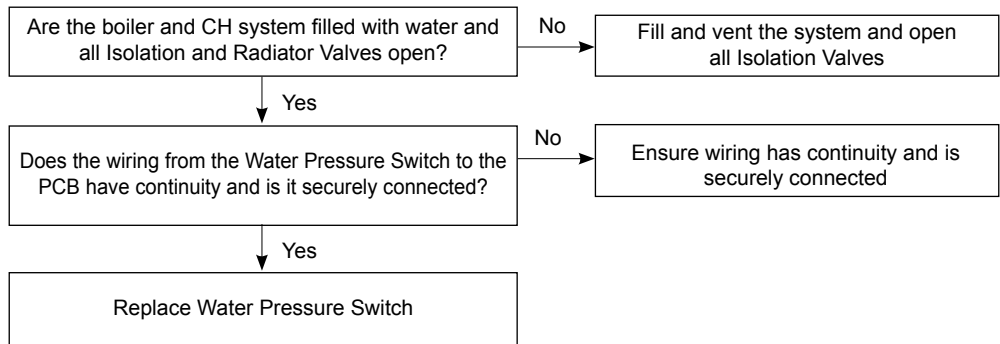 Are the boiler and CH system filled with water and
all Isolation and Radiator Valves open?
No
Fill and vent the system and open
all Isolation Valves
Yes
Does the wiring from the Water Pressure Switch to the
PCB have continuity and is it securely connected?
No
Ensure wiring has continuity and is
securely connected
Yes
Replace Water Pressure Switch